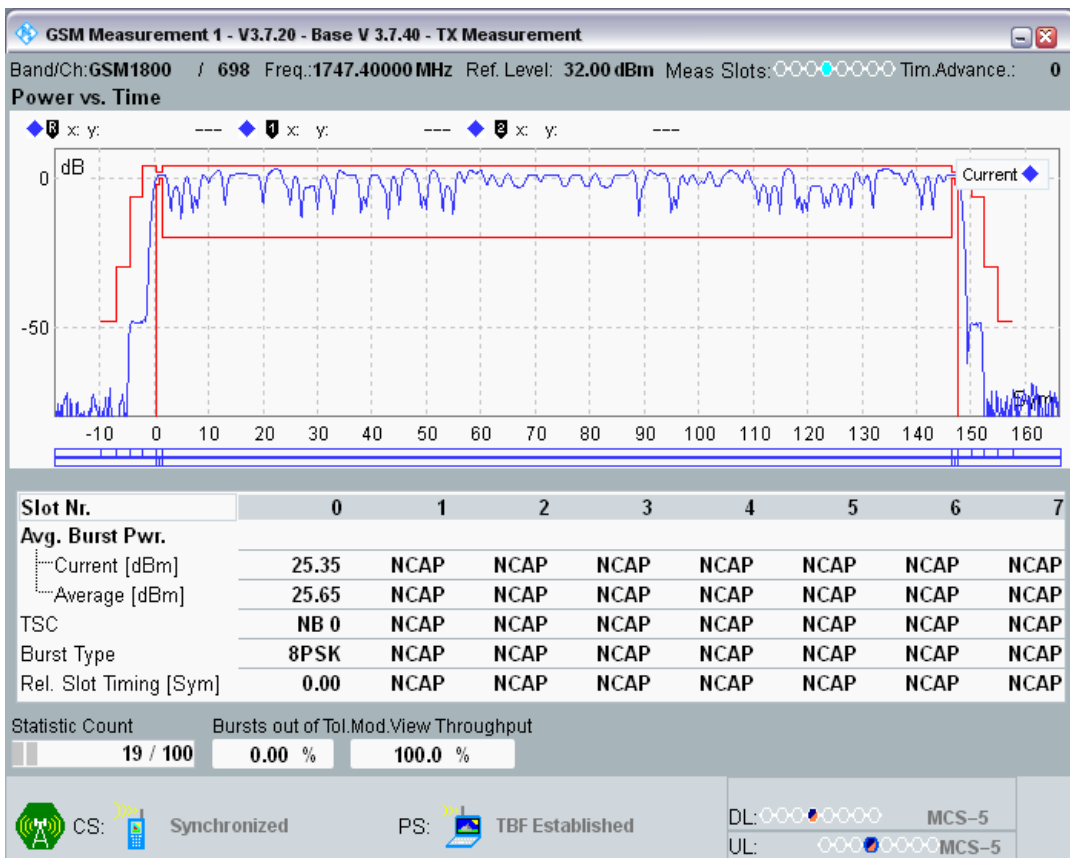 GSM Measurement 1 - V3.7.20 - Base V 3.7.40 - TX Measurement
Band/Ch:GSM1800 / 698 Freq.:1747.40000 MHz Ref. Level: 32.00 dBm Meas Slots: Tim.Advance.: 0
Power vs. Time
R x: y: --- 1 x: y: --- 2 x: y: ---
dB
Current
0
-50
Sym
-10 0 10 20 30 40 50 60 70 80 90 100 110 120 130 140 150 160
Slot Nr. 0 1 2 3 4 5 6 7
Avg. Burst Pwr.
Current [dBm] 25.35 NCAP NCAP NCAP NCAP NCAP NCAP NCAP
Average [dBm] 25.65 NCAP NCAP NCAP NCAP NCAP NCAP NCAP
TSC NB 0 NCAP NCAP NCAP NCAP NCAP NCAP NCAP
Burst Type 8PSK NCAP NCAP NCAP NCAP NCAP NCAP NCAP
Rel. Slot Timing [Sym] 0.00 NCAP NCAP NCAP NCAP NCAP NCAP NCAP
Statistic Count Bursts out of Tol.Mod.View Throughput
19 / 100 0.00 % 100.0 %
CS: Synchronized PS: TBF Established
DL: MCS-5
UL: MCS-5